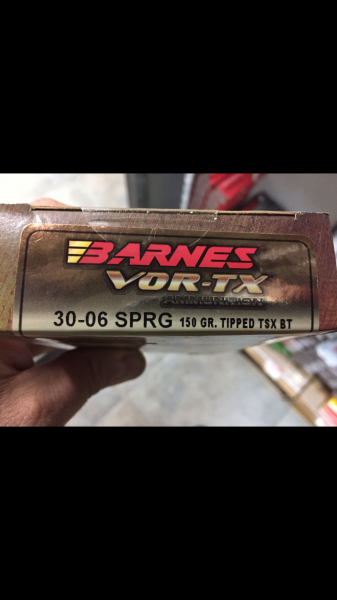 BARNES
VOR-TX
AMMUNITION
30-06 SPRG 150 GR. TIPPED TSX BT